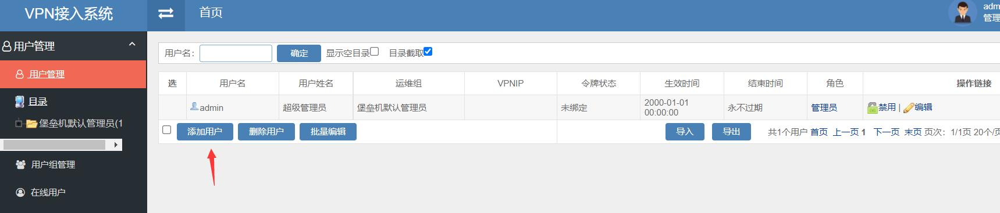 VPN接入系统
首页
adm
管理
用户管理
用户管理
目录
堡垒机默认管理员(1
用户组管理
在线用户
用户名: 确定 显示空目录 目录截取
选 用户名 用户姓名 运维组 VPNIP 令牌状态 生效时间 结束时间 角色 操作链接
admin 超级管理员 堡垒机默认管理员 未绑定 2000-01-01 00:00:00 永不过期 管理员 禁用 | 编辑
添加用户 删除用户 批量编辑 导入 导出 共1个用户 首页 上一页 1 下一页 末页 页次: 1/1页 20个/页